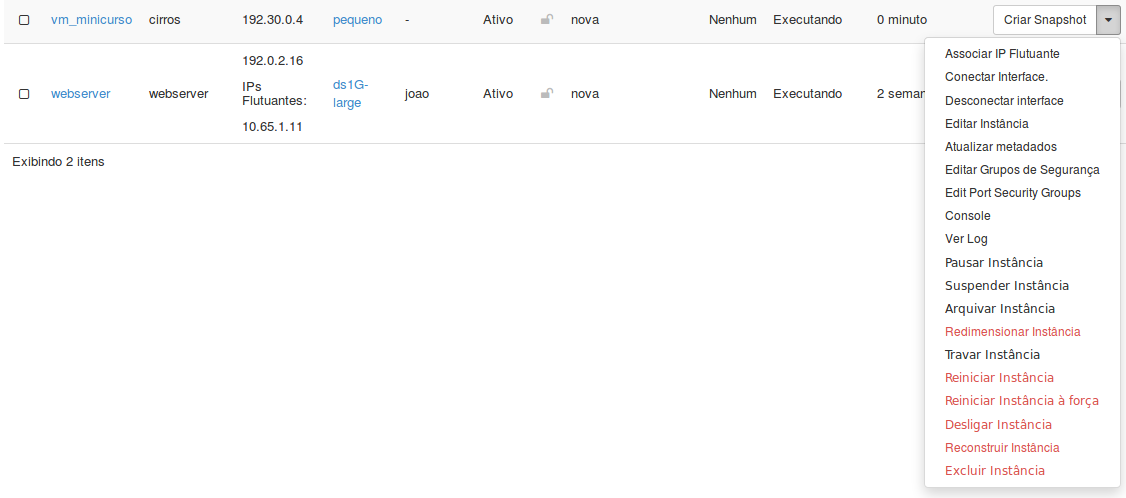 vm_minicurso cirros 192.30.0.4 pequeno - Ativo nova Nenhum Executando 0 minuto Criar Snapshot
192.0.2.16
webserver webserver IPs Flutuantes: ds1G-large joao Ativo nova Nenhum Executando 2
10.65.1.11
Exibindo 2 itens
Associar IP Flutuante
Conectar Interface.
Desconectar interface
Editar Instância
Atualizar metadados
Editar Grupos de Segurança
Edit Port Security Groups
Console
Ver Log
Pausar Instância
Suspender Instância
Arquivar Instância
Redimensionar Instância
Travar Instância
Reiniciar Instância
Reiniciar Instância à força
Desligar Instância
Reconstruir Instância
Excluir Instância